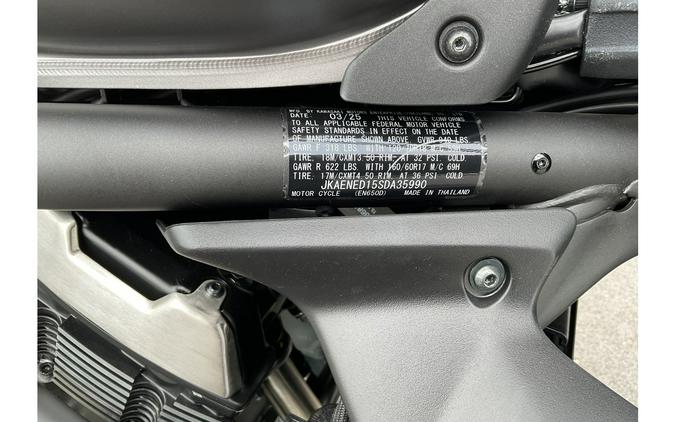 MFD. BY KAWASAKI MOTORS ENTERPRISE
DATE: 03/25 THIS VEHICLE CONFORMS
TO ALL APPLICABLE FEDERAL MOTOR VEHICLE
SAFETY STANDARDS IN EFFECT ON THE DATE
OF MANUFACTURE SHOWN ABOVE. GVWR 940 LBS
GAWR F 318 LBS. WITH 120/70R18 M/C 59H
TIRE, 18M/CXMT3.50 RIM, AT 32 PSI COLD
GAWR R 622 LBS. WITH 160/60R17 M/C 69H
TIRE, 17M/CXMT4.50 RIM, AT 36 PSI COLD
JKAENED15SDA35990
MOTOR CYCLE (EN650D) MADE IN THAILAND